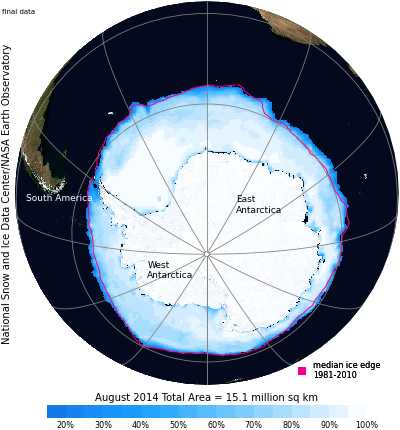 final data
National Snow and Ice Data Center/NASA Earth Observatory
South America
East
Antarctica
West
Antarctica
median ice edge
1981-2010
August 2014 Total Area = 15.1 million sq km
20% 30% 40% 50% 60% 70% 80% 90% 100%